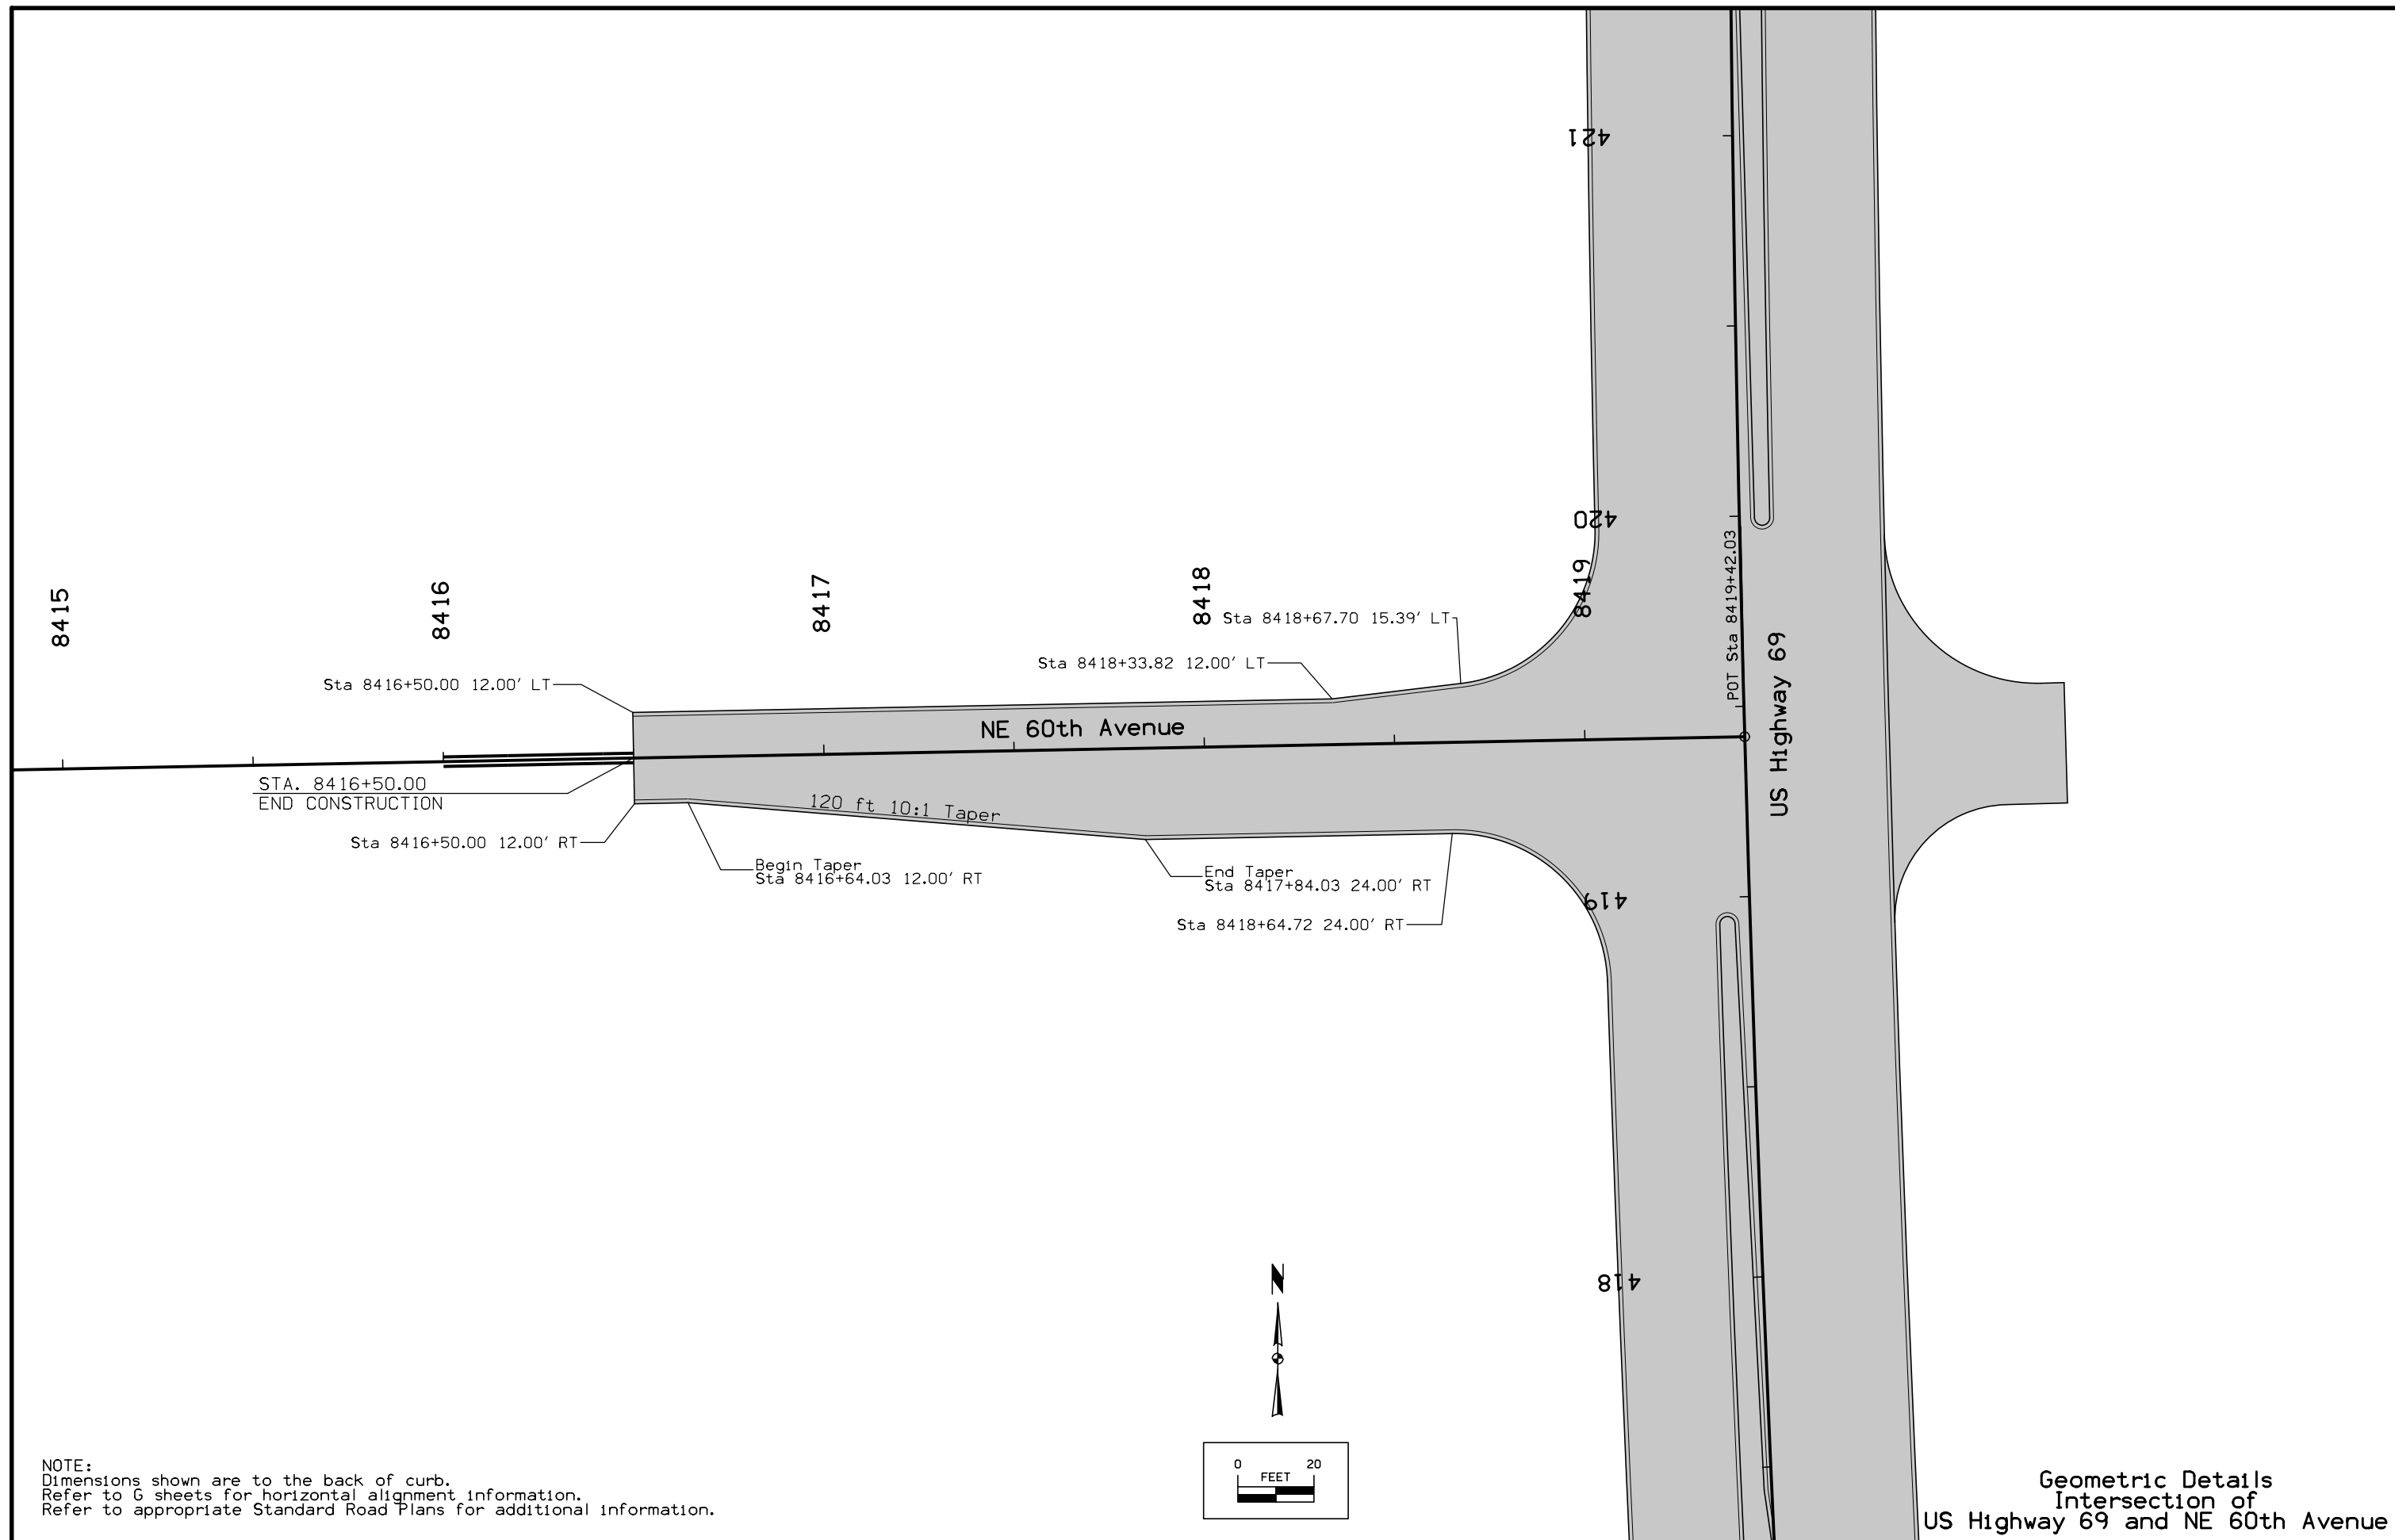 421
420
8415
8416
8417
8418
8419
POT Sta 8419+42.03
US Highway 69
Sta 8418+67.70 15.39' LT
Sta 8418+33.82 12.00' LT
Sta 8416+50.00 12.00' LT
NE 60th Avenue
STA. 8416+50.00
END CONSTRUCTION
120 ft 10:1 Taper
Sta 8416+50.00 12.00' RT
Begin Taper
Sta 8416+64.03 12.00' RT
End Taper
Sta 8417+84.03 24.00' RT
419
Sta 8418+64.72 24.00' RT
418
N
0 20
FEET
NOTE:
Dimensions shown are to the back of curb.
Refer to G sheets for horizontal alignment information.
Refer to appropriate Standard Road Plans for additional information.
Geometric Details
Intersection of
US Highway 69 and NE 60th Avenue